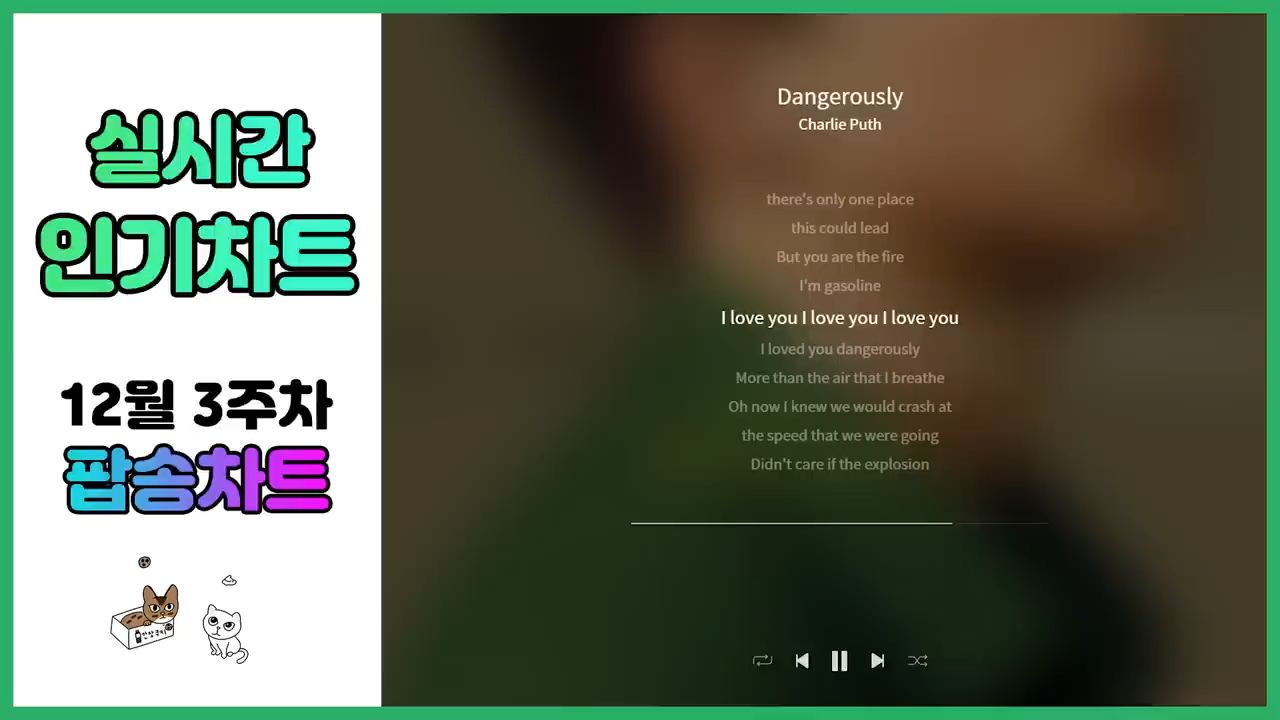 실시간
인기차트
12월 3주차
팝송차트
Dangerously
Charlie Puth
there's only one place
this could lead
But you are the fire
I'm gasoline
I love you I love you I love you
I loved you dangerously
More than the air that I breathe
Oh now I knew we would crash at
the speed that we were going
Didn't care if the explosion